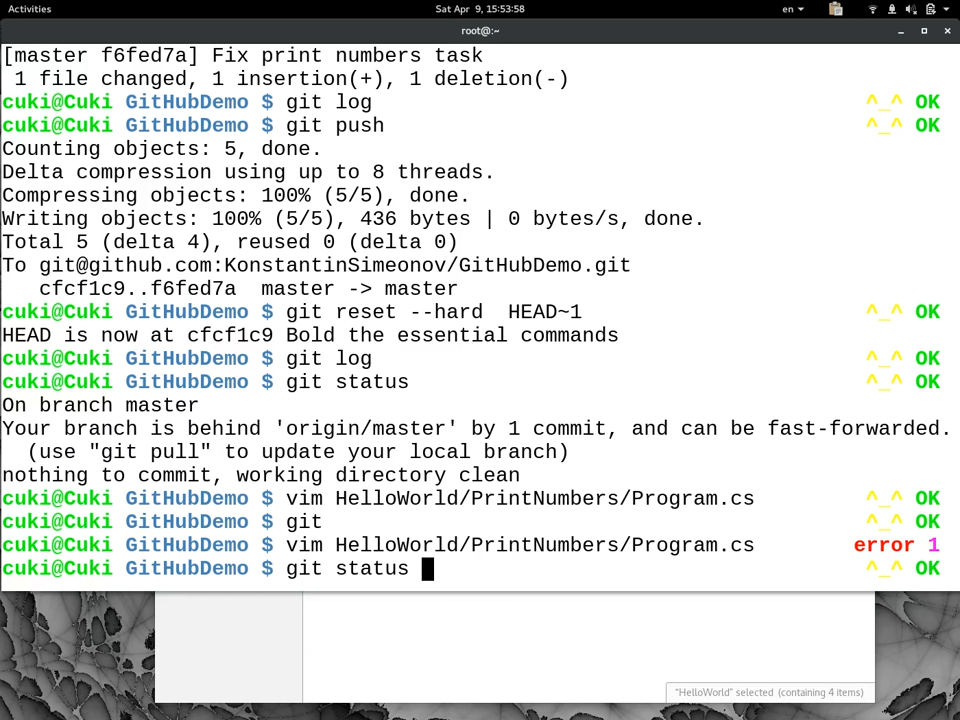 Activities
Sat Apr 9, 15:53:58
en
root@:~
[master f6fed7a] Fix print numbers task
1 file changed, 1 insertion(+), 1 deletion(-)
cuki@Cuki GitHubDemo $ git log ^_^ OK
cuki@Cuki GitHubDemo $ git push ^_^ OK
Counting objects: 5, done.
Delta compression using up to 8 threads.
Compressing objects: 100% (5/5), done.
Writing objects: 100% (5/5), 436 bytes | 0 bytes/s, done.
Total 5 (delta 4), reused 0 (delta 0)
To git@github.com:KonstantinSimeonov/GitHubDemo.git
cfcf1c9..f6fed7a  master -> master
cuki@Cuki GitHubDemo $ git reset --hard  HEAD~1 ^_^ OK
HEAD is now at cfcf1c9 Bold the essential commands
cuki@Cuki GitHubDemo $ git log ^_^ OK
cuki@Cuki GitHubDemo $ git status ^_^ OK
On branch master
Your branch is behind 'origin/master' by 1 commit, and can be fast-forwarded.
(use "git pull" to update your local branch)
nothing to commit, working directory clean
cuki@Cuki GitHubDemo $ vim HelloWorld/PrintNumbers/Program.cs ^_^ OK
cuki@Cuki GitHubDemo $ git ^_^ OK
cuki@Cuki GitHubDemo $ vim HelloWorld/PrintNumbers/Program.cs error 1
cuki@Cuki GitHubDemo $ git status ^_^ OK
"HelloWorld" selected (containing 4 items)